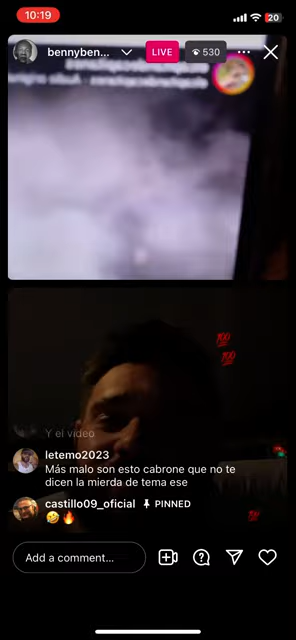 10:19
20
bennyben...
LIVE
530
Y el video
letemo2023
Más malo son esto cabrone que no te
dicen la mierda de tema ese
castillo09_oficial PINNED
🤣🔥
Add a comment...